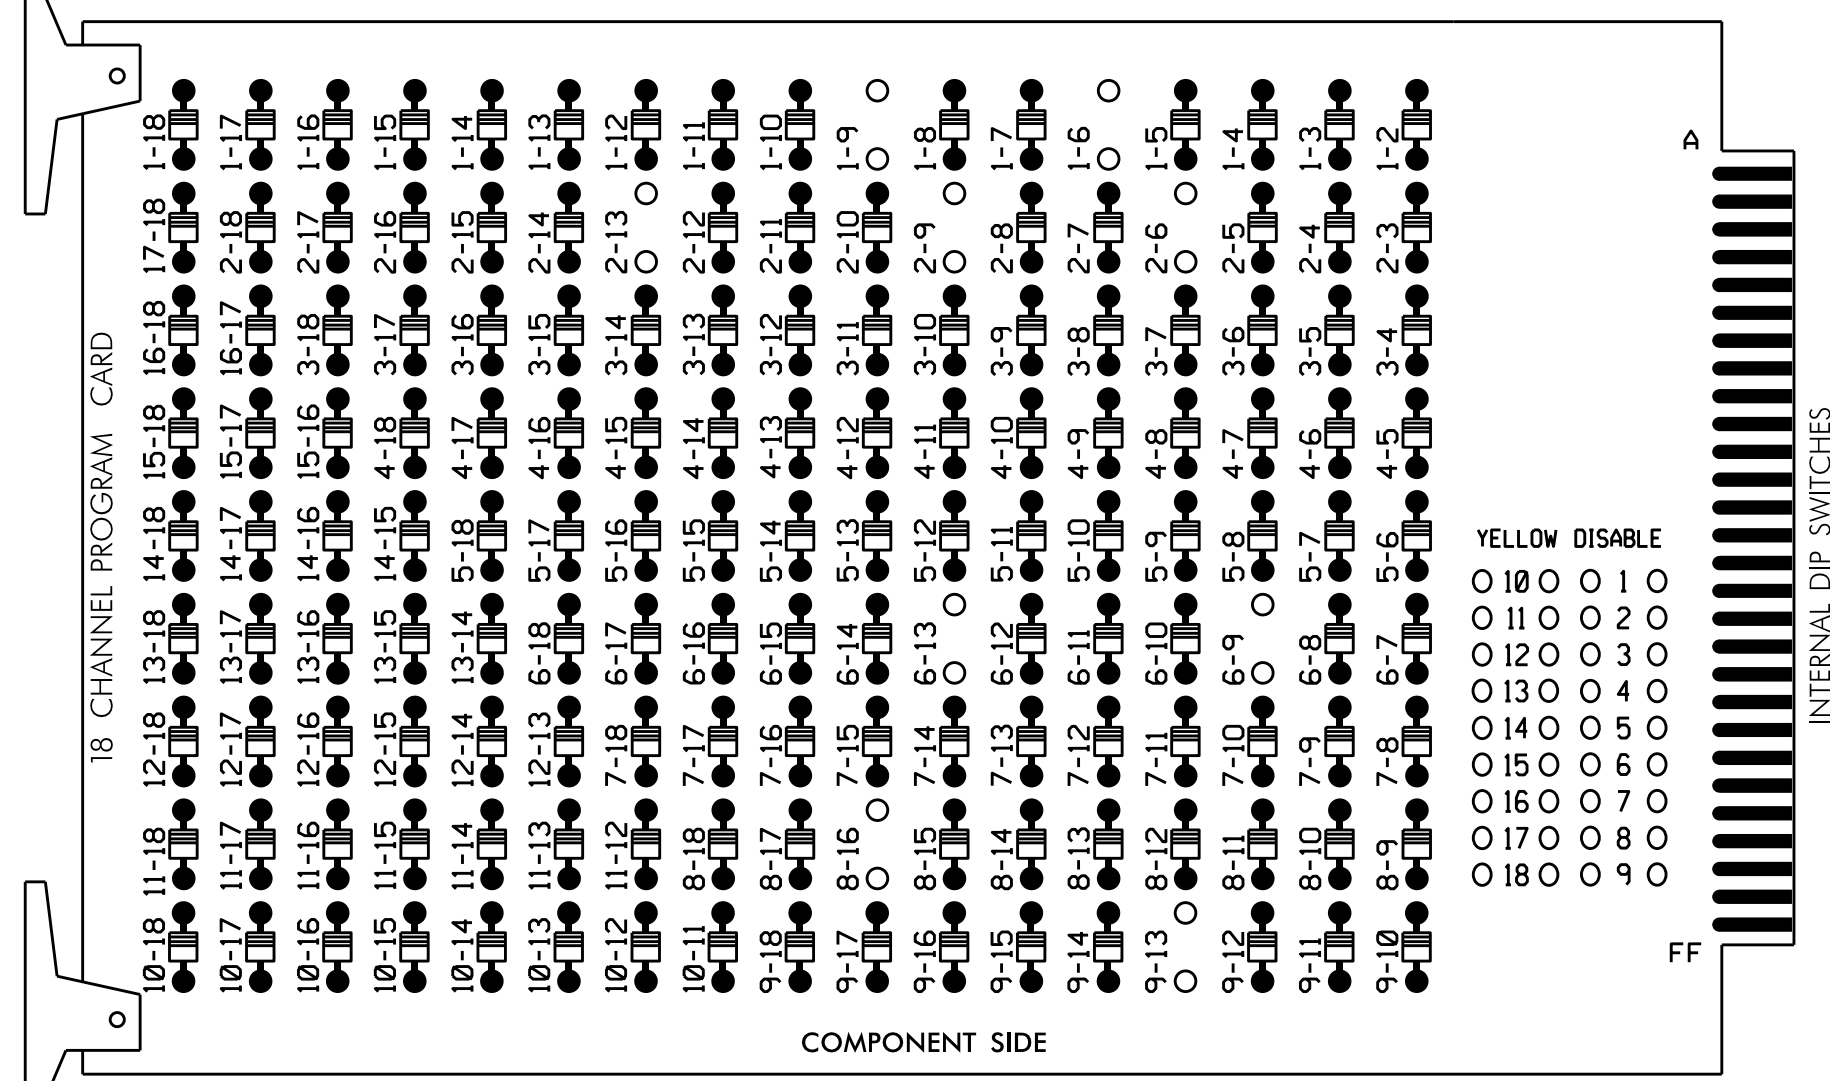 1-18 1-17 1-16 1-15 1-14 1-13 1-12 1-11 1-10 1-9 1-8 1-7 1-6 1-5 1-4 1-3 1-2
A
17-18 2-18 2-17 2-16 2-15 2-14 2-13 2-12 2-11 2-10 2-9 2-8 2-7 2-6 2-5 2-4 2-3
16-18 16-17 3-18 3-17 3-16 3-15 3-14 3-13 3-12 3-11 3-10 3-9 3-8 3-7 3-6 3-5 3-4
15-18 15-17 15-16 4-18 4-17 4-16 4-15 4-14 4-13 4-12 4-11 4-10 4-9 4-8 4-7 4-6 4-5
14-18 14-17 14-16 14-15 5-18 5-17 5-16 5-15 5-14 5-13 5-12 5-11 5-10 5-9 5-8 5-7 5-6
13-18 13-17 13-16 13-15 13-14 6-18 6-17 6-16 6-15 6-14 6-13 6-12 6-11 6-10 6-9 6-8 6-7
12-18 12-17 12-16 12-15 12-14 12-13 7-18 7-17 7-16 7-15 7-14 7-13 7-12 7-11 7-10 7-9 7-8
11-18 11-17 11-16 11-15 11-14 11-13 11-12 8-18 8-17 8-16 8-15 8-14 8-13 8-12 8-11 8-10 8-9
10-18 10-17 10-16 10-15 10-14 10-13 10-12 10-11 9-18 9-17 9-16 9-15 9-14 9-13 9-12 9-11 9-10
18 CHANNEL PROGRAM CARD
YELLOW DISABLE
10 1
11 2
12 3
13 4
14 5
15 6
16 7
17 8
18 9
FF
INTERNAL DIP SWITCHES
COMPONENT SIDE